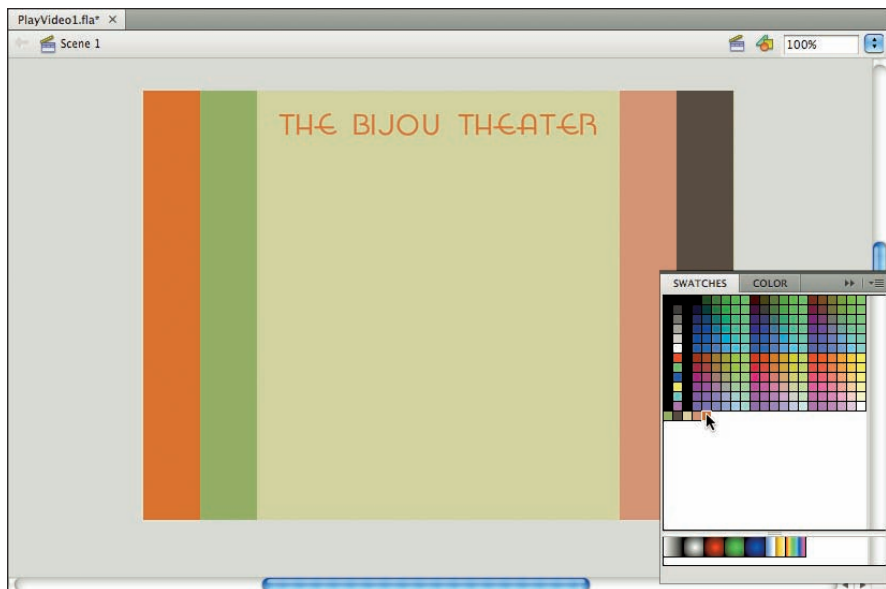 PlayVideo1.fla* ×
Scene 1
100%
THE BIJOU THEATER
SWATCHES
COLOR